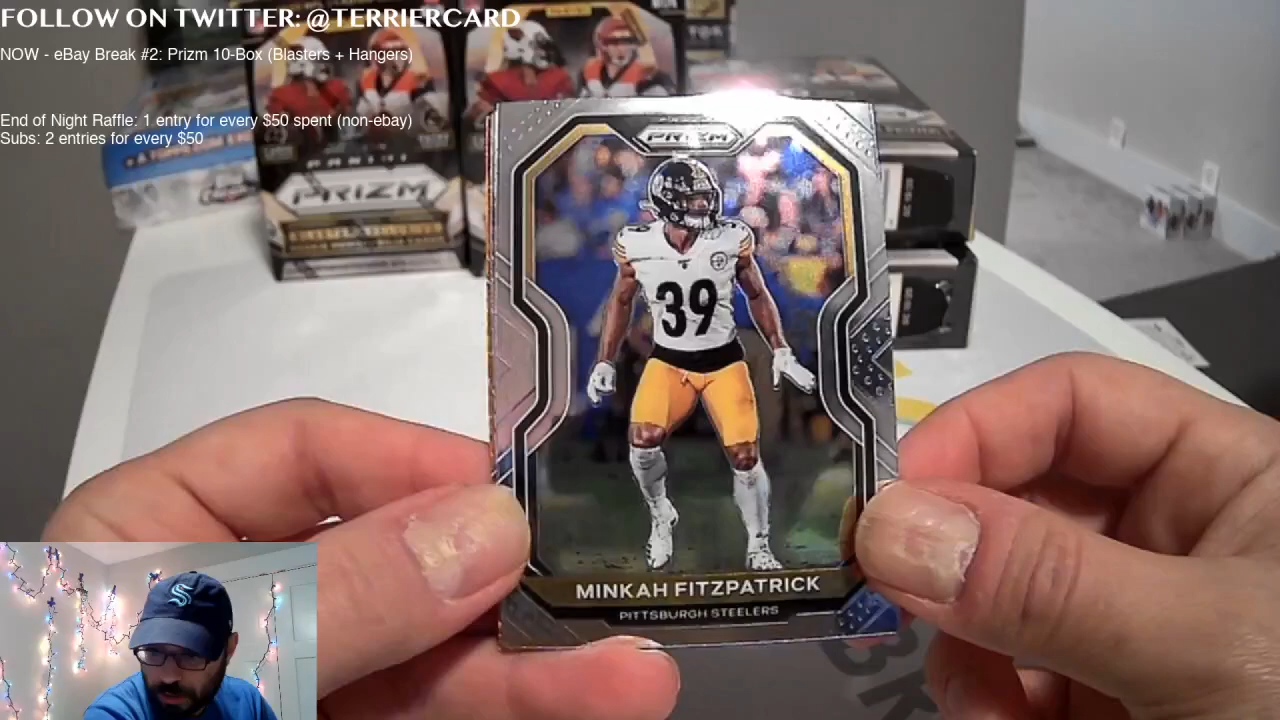 FOLLOW ON TWITTER: @TERRIERCARD
NOW - eBay Break #2: Prizm 10-Box (Blasters + Hangers)
End of Night Raffle: 1 entry for every $50 spent (non-ebay)
Subs: 2 entries for every $50
PANINI
PRIZM
PRIZM
39
MINKAH FITZPATRICK
PITTSBURGH STEELERS